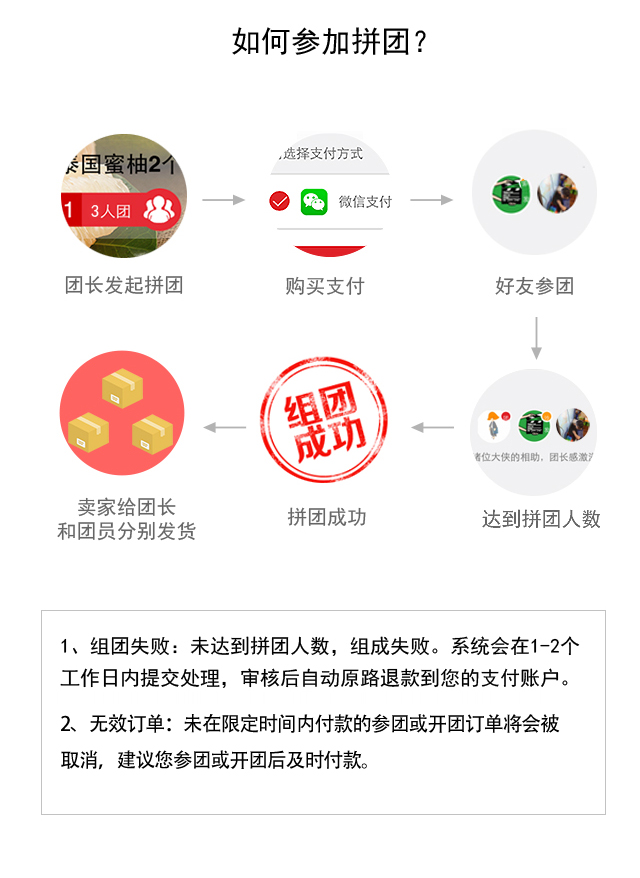 如何参加拼团？
泰国蜜柚2个
1 3人团
选择支付方式
微信支付
团长发起拼团
购买支付
好友参团
组团
成功
诸位大侠的相助，团长感激
卖家给团长
和团员分别发货
拼团成功
达到拼团人数
1、组团失败：未达到拼团人数，组成失败。系统会在1-2个
工作日内提交处理，审核后自动原路退款到您的支付账户。
2、无效订单：未在限定时间内付款的参团或开团订单将会被
取消，建议您参团或开团后及时付款。